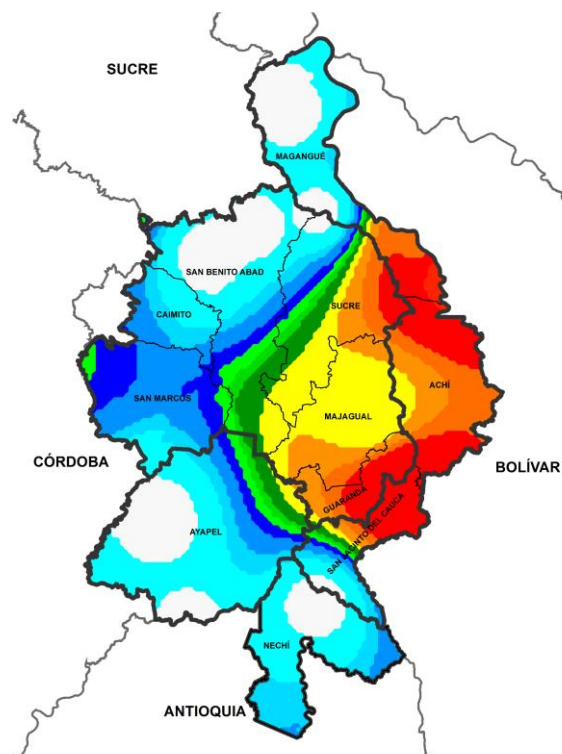 SUCRE
MAGANGUÉ
SAN BENITO ABAD
SUCRE
CAIMITO
ACHÍ
SAN MARCOS
MAJAGUAL
CÓRDOBA
BOLÍVAR
GUARANDA
SAN JACINTO DEL CAUCA
AYAPEL
NECHÍ
ANTIOQUIA